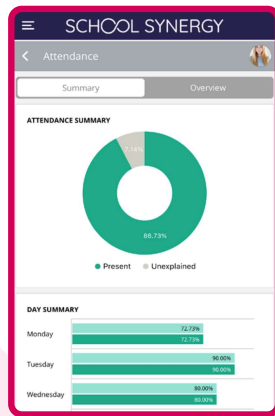 SCHOOL SYNERGY
Attendance
Summary Overview
ATTENDANCE SUMMARY
7.14%
86.73%
Present Unexplained
DAY SUMMARY
Monday
72.73%
72.73%
Tuesday
90.00%
90.00%
Wednesday
80.00%
80.00%